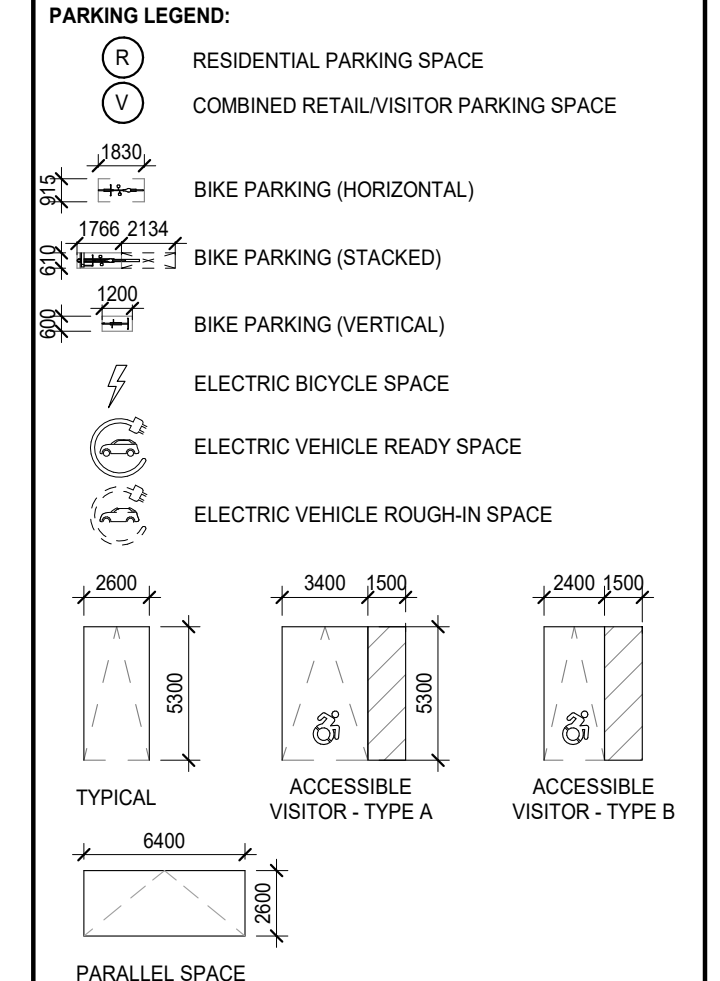 PARKING LEGEND:
R RESIDENTIAL PARKING SPACE
V COMBINED RETAIL/VISITOR PARKING SPACE
1830
915
BIKE PARKING (HORIZONTAL)
1766 2134
610
BIKE PARKING (STACKED)
1200
600
BIKE PARKING (VERTICAL)
ELECTRIC BICYCLE SPACE
ELECTRIC VEHICLE READY SPACE
ELECTRIC VEHICLE ROUGH-IN SPACE
2600
5300
TYPICAL
3400 1500
5300
ACCESSIBLE
VISITOR - TYPE A
2400 1500
ACCESSIBLE
VISITOR - TYPE B
6400
2600
PARALLEL SPACE